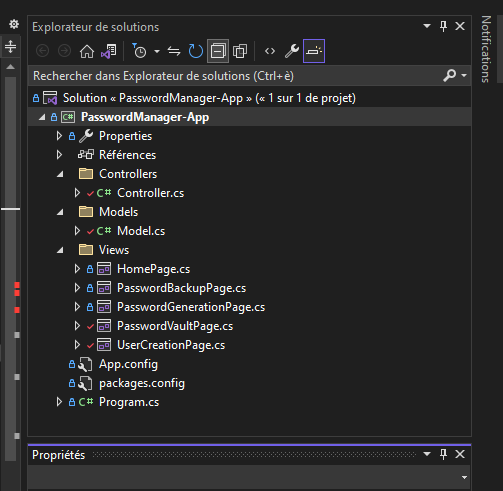 Explorateur de solutions
Notifications
Rechercher dans Explorateur de solutions (Ctrl+è)
Solution « PasswordManager-App » (« 1 sur 1 de projet)
C# PasswordManager-App
Properties
Références
Controllers
C# Controller.cs
Models
C# Model.cs
Views
HomePage.cs
PasswordBackupPage.cs
PasswordGenerationPage.cs
PasswordVaultPage.cs
UserCreationPage.cs
App.config
packages.config
C# Program.cs
Propriétés